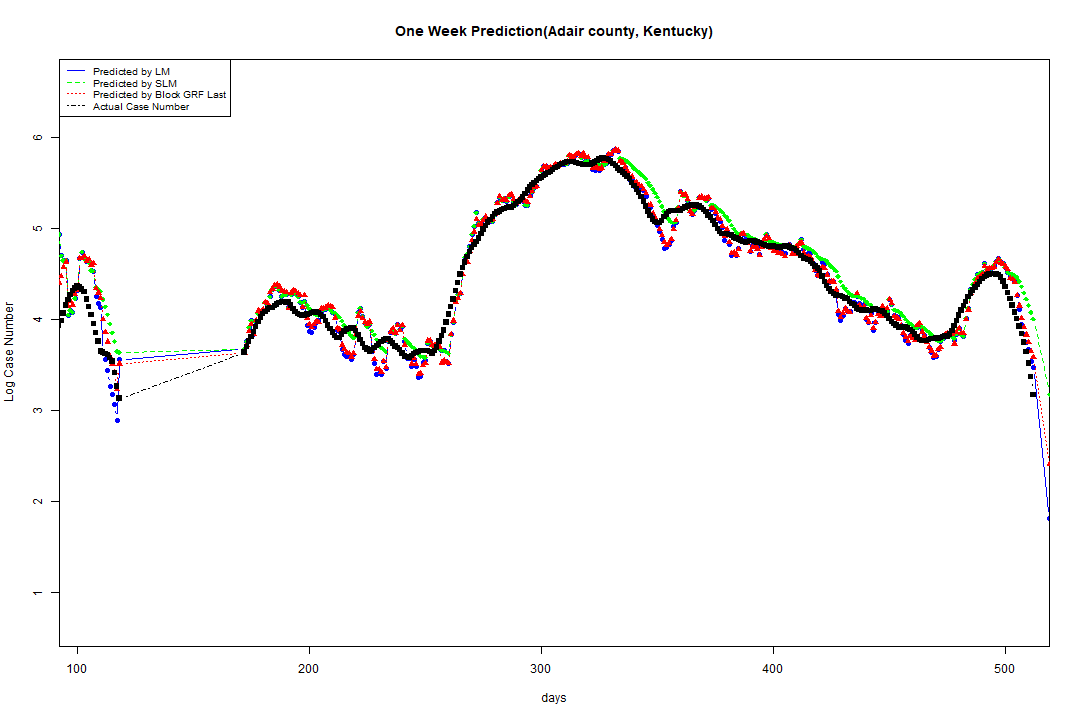 One Week Prediction(Adair county, Kentucky)
Predicted by LM
Predicted by SLM
Predicted by Block GRF Last
Actual Case Number
6
5
4
3
2
1
Log Case Number
100 200 300 400 500
days